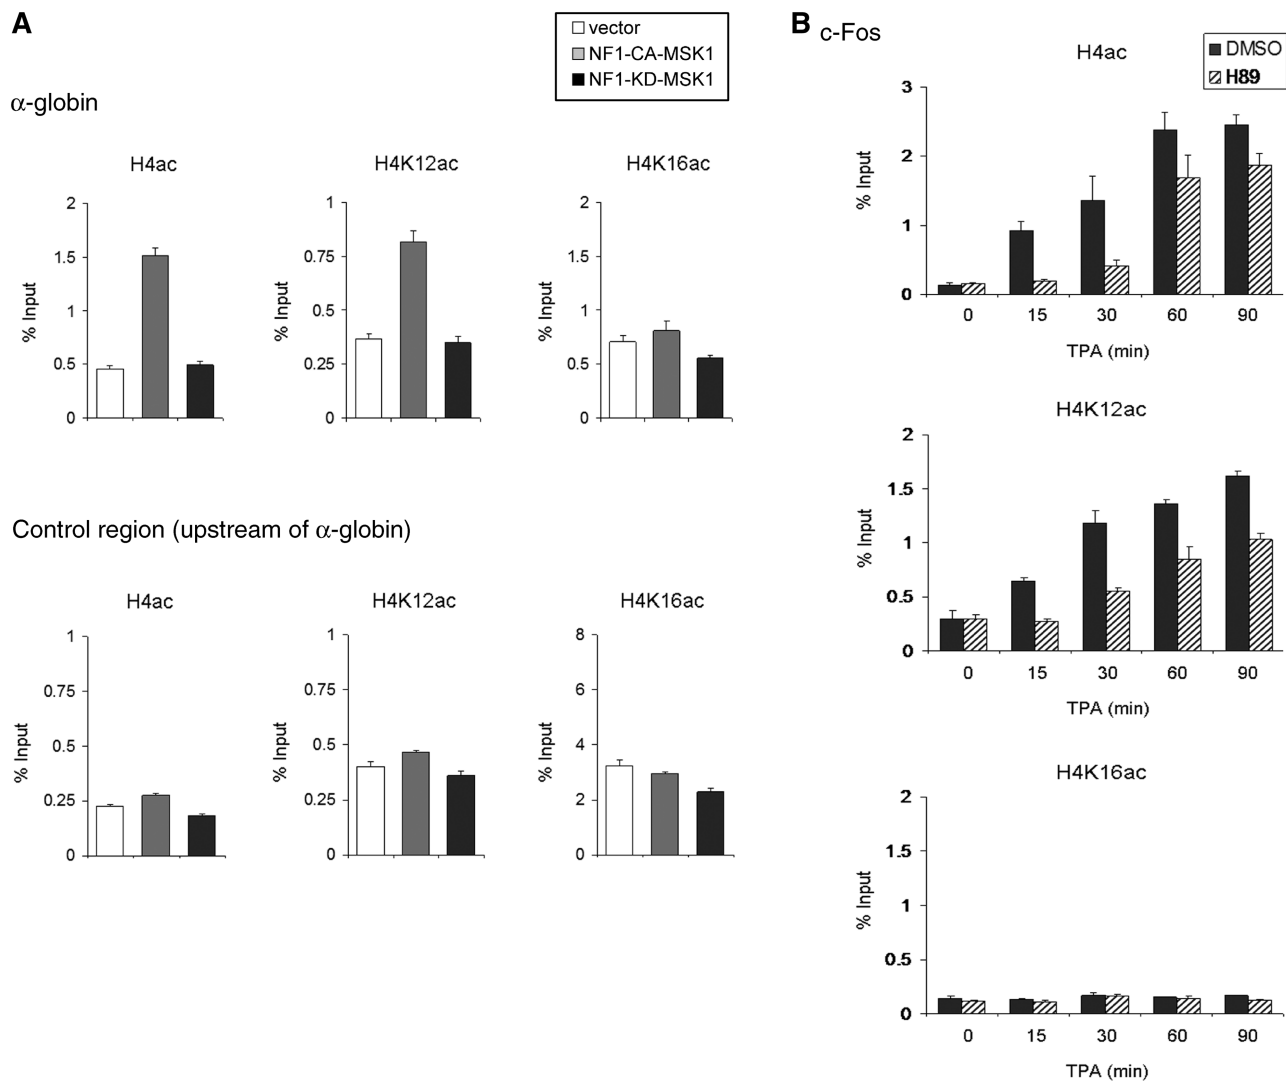 A
vector
NF1-CA-MSK1
NF1-KD-MSK1
α-globin
H4ac
H4K12ac
H4K16ac
% Input
2
1.5
1
0.5
0
% Input
1
0.75
0.5
0.25
0
% Input
2
1.5
1
0.5
0
Control region (upstream of α-globin)
H4ac
H4K12ac
H4K16ac
% Input
1
0.75
0.5
0.25
0
% Input
1
0.75
0.5
0.25
0
% Input
8
6
4
2
0
B
c-Fos
DMSO
H89
H4ac
% Input
3
2
1
0
0 15 30 60 90
TPA (min)
H4K12ac
% Input
2
1.5
1
0.5
0
0 15 30 60 90
TPA (min)
H4K16ac
% Input
2
1.5
1
0.5
0
0 15 30 60 90
TPA (min)